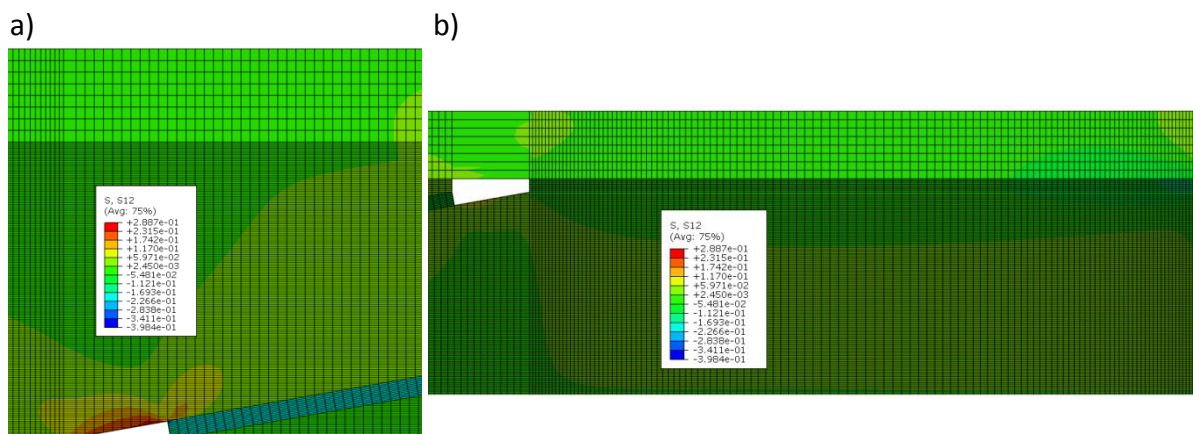 a)
b)
S, S12
(Avg: 75%)
+2.887e-01
+2.315e-01
+1.742e-01
+1.170e-01
+5.971e-02
+2.450e-03
-5.481e-02
-1.121e-01
-1.693e-01
-2.266e-01
-2.838e-01
-3.411e-01
-3.984e-01
S, S12
(Avg: 75%)
+2.887e-01
+2.315e-01
+1.742e-01
+1.170e-01
+5.971e-02
+2.450e-03
-5.481e-02
-1.121e-01
-1.693e-01
-2.266e-01
-2.838e-01
-3.411e-01
-3.984e-01